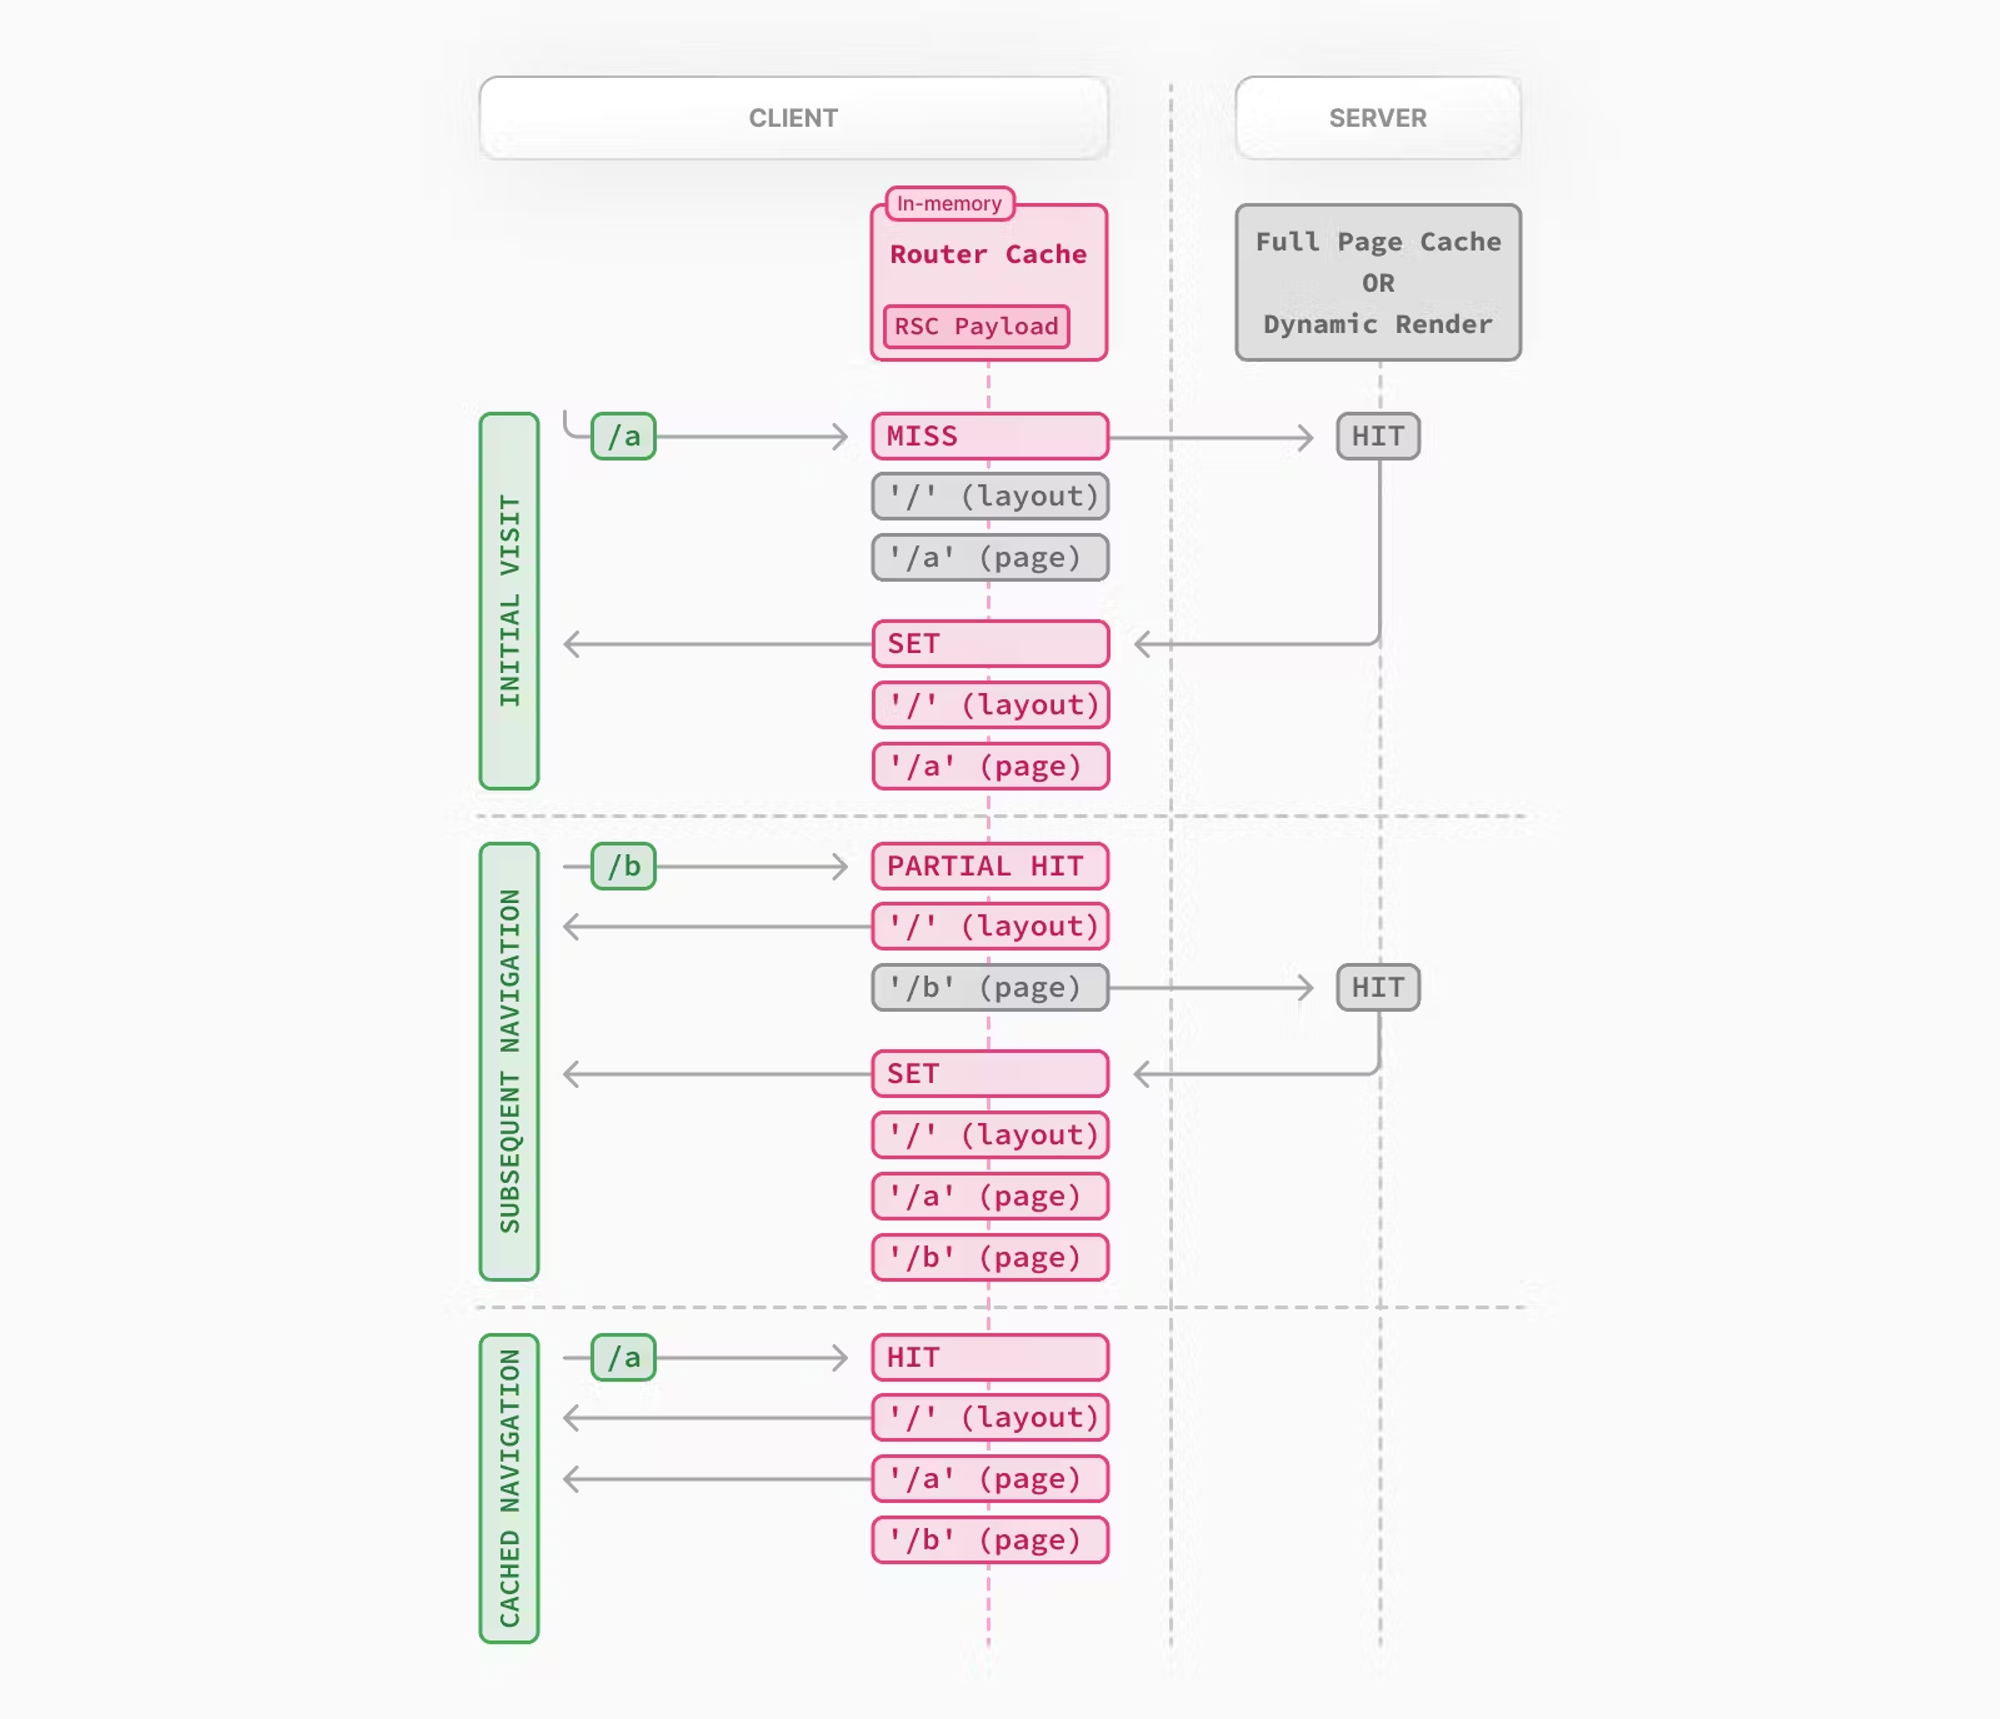 CLIENT
SERVER
In-memory
Router Cache
RSC Payload
Full Page Cache
OR
Dynamic Render
INITIAL VISIT
/a
MISS
HIT
'/' (layout)
'/a' (page)
SET
'/' (layout)
'/a' (page)
SUBSEQUENT NAVIGATION
/b
PARTIAL HIT
'/' (layout)
'/b' (page)
HIT
SET
'/' (layout)
'/a' (page)
'/b' (page)
CACHED NAVIGATION
/a
HIT
'/' (layout)
'/a' (page)
'/b' (page)